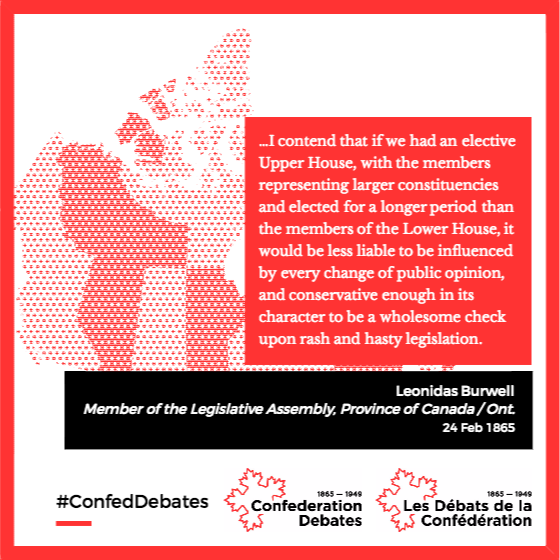 ...I contend that if we had an elective
Upper House, with the members
representing larger constituencies
and elected for a longer period than
the members of the Lower House, it
would be less liable to be influenced
by every change of public opinion,
and conservative enough in its
character to be a wholesome check
upon rash and hasty legislation.
Leonidas Burwell
Member of the Legislative Assembly, Province of Canada / Ont.
24 Feb 1865
#ConfedDebates
1865 — 1949
Confederation
Debates
1865 — 1949
Les Débats de la
Confédération